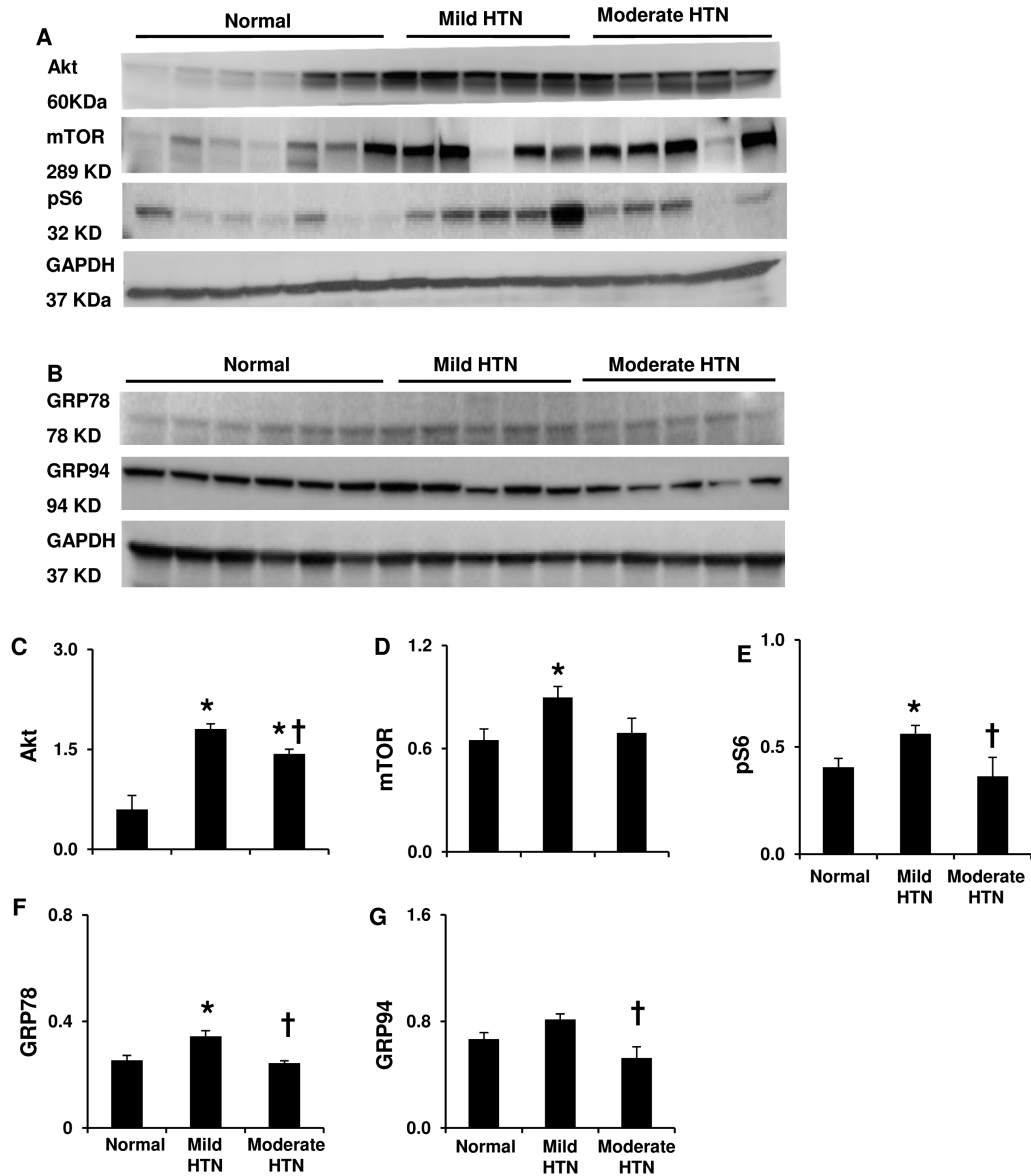 A
Normal
Mild HTN
Moderate HTN
Akt
60KDa
mTOR
289 KD
pS6
32 KD
GAPDH
37 KDa
B
Normal
Mild HTN
Moderate HTN
GRP78
78 KD
GRP94
94 KD
GAPDH
37 KD
C
3.0
1.5
0.0
Akt
*
*†
D
1.2
0.6
0.0
mTOR
*
E
1.0
0.5
0.0
pS6
*
†
Normal
Mild
HTN
Moderate
HTN
F
0.8
0.4
0
GRP78
*
†
Normal
Mild
HTN
Moderate
HTN
G
1.6
0.8
0.0
GRP94
†
Normal
Mild
HTN
Moderate
HTN